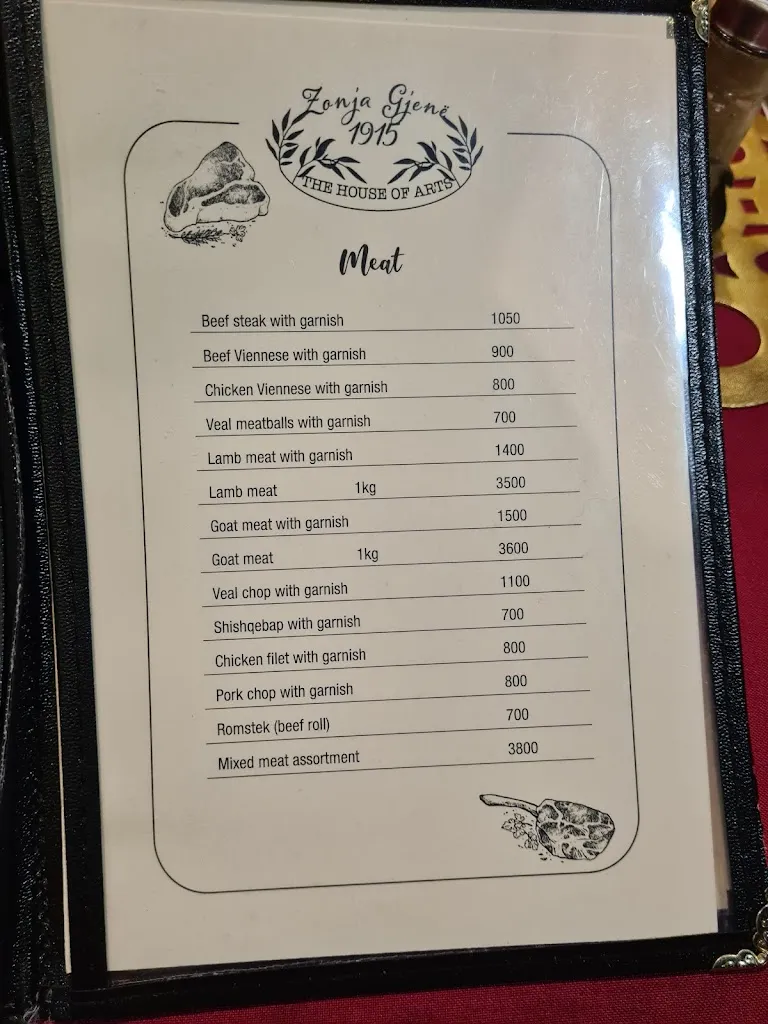 Zonja Gjenë
1915
THE HOUSE OF ARTS
Meat
Beef steak with garnish 1050
Beef Viennese with garnish 900
Chicken Viennese with garnish 800
Veal meatballs with garnish 700
Lamb meat with garnish 1400
Lamb meat 1kg 3500
Goat meat with garnish 1500
Goat meat 1kg 3600
Veal chop with garnish 1100
Shishqebap with garnish 700
Chicken filet with garnish 800
Pork chop with garnish 800
Romstek (beef roll) 700
Mixed meat assortment 3800